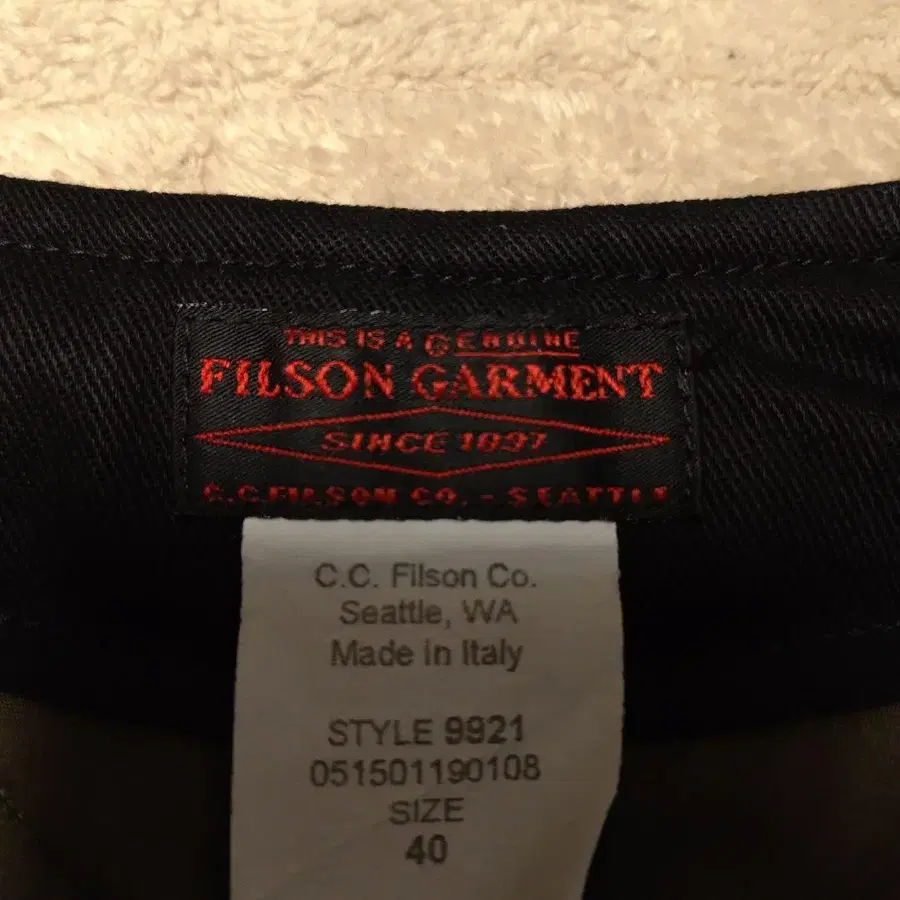 THIS IS A GENUINE
FILSON GARMENT
SINCE 1897
C.C. FILSON CO. - SEATTLE
C.C. Filson Co.
Seattle, WA
Made in Italy
STYLE 9921
051501190108
SIZE
40